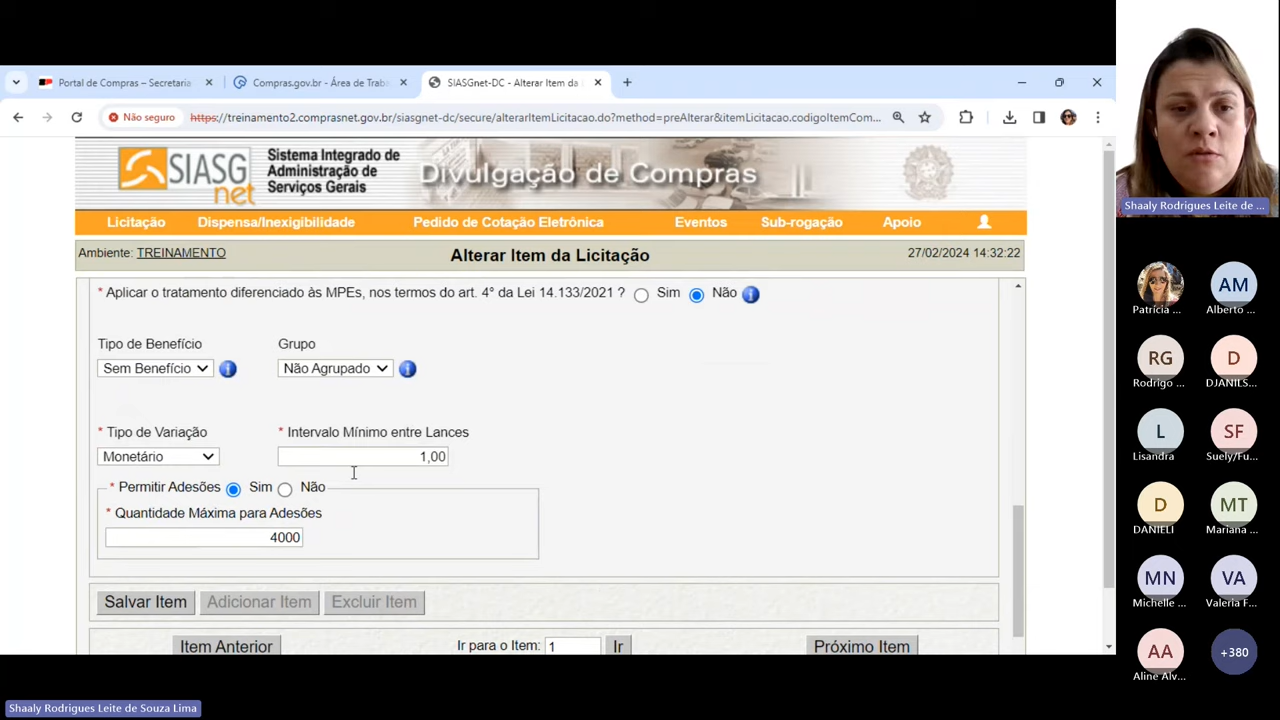 Portal de Compras – Secretaria
Compras.gov.br - Área de Trab
SIASGnet-DC - Alterar Item da
Não seguro
https://treinamento2.comprasnet.gov.br/siasgnet-dc/secure/alterarItemLicitacao.do?method=preAlterar&itemLicitacao.codigoItemCom...
SIASG
net
Sistema Integrado de
Administração de
Serviços Gerais
Divulgação de Compras
Licitação Dispensa/Inexigibilidade Pedido de Cotação Eletrônica Eventos Sub-rogação Apoio
Ambiente: TREINAMENTO
Alterar Item da Licitação
27/02/2024 14:32:22
* Aplicar o tratamento diferenciado às MPEs, nos termos do art. 4º da Lei 14.133/2021 ? Sim Não
Tipo de Benefício Grupo
Sem Benefício Não Agrupado
* Tipo de Variação * Intervalo Mínimo entre Lances
Monetário 1,00
* Permitir Adesões Sim Não
* Quantidade Máxima para Adesões
4000
Salvar Item Adicionar Item Excluir Item
Item Anterior Ir para o Item: 1 Ir Próximo Item
Shaaly Rodrigues Leite de ...
AM
Patrícia ... Alberto ...
RG D
Rodrigo ... DJANILS...
L SF
Lisandra Suely/Fu...
D MT
DANIELI Mariana ...
MN VA
Michelle ... Valeria F...
AA +380
Aline Alv...
Shaaly Rodrigues Leite de Souza Lima